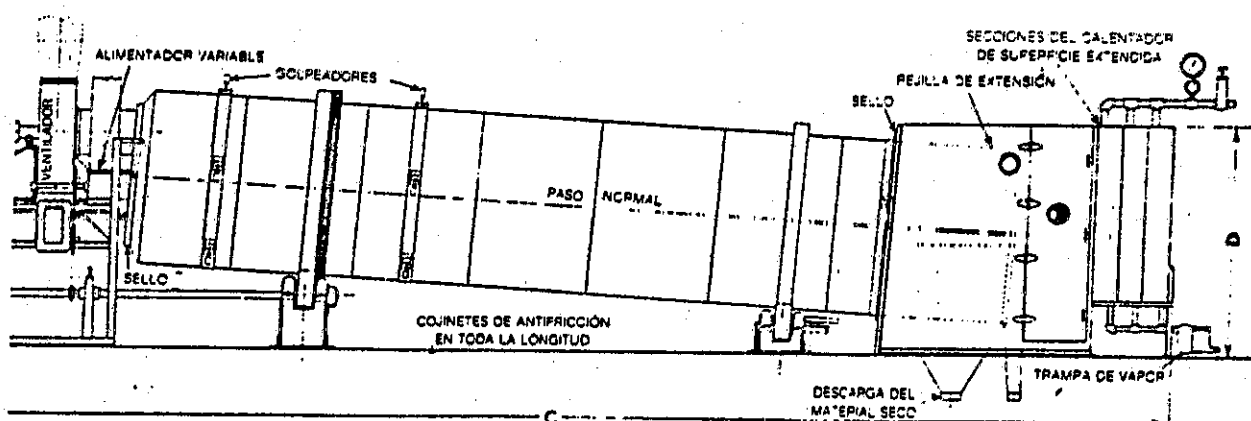 SECCIONES DEL CALENTADOR
DE SUPERFICIE EXTENDIDA
ALIMENTADOR VARIABLE
GOLPEADORES
REJILLA DE EXTENSIÓN
SELLO
VENTILADOR
PASO NORMAL
D
SELLO
COJINETES DE ANTIFRICCIÓN
EN TODA LA LONGITUD
TRAMPA DE VAPOR
DESCARGA DEL
MATERIAL SECO
C